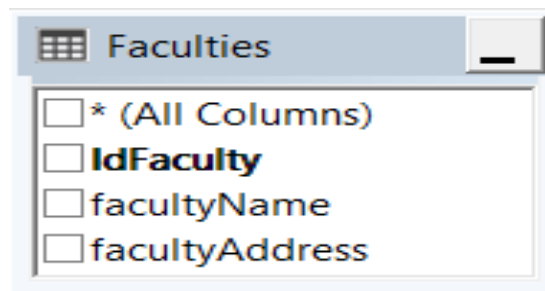 Faculties
* (All Columns)
IdFaculty
facultyName
facultyAddress